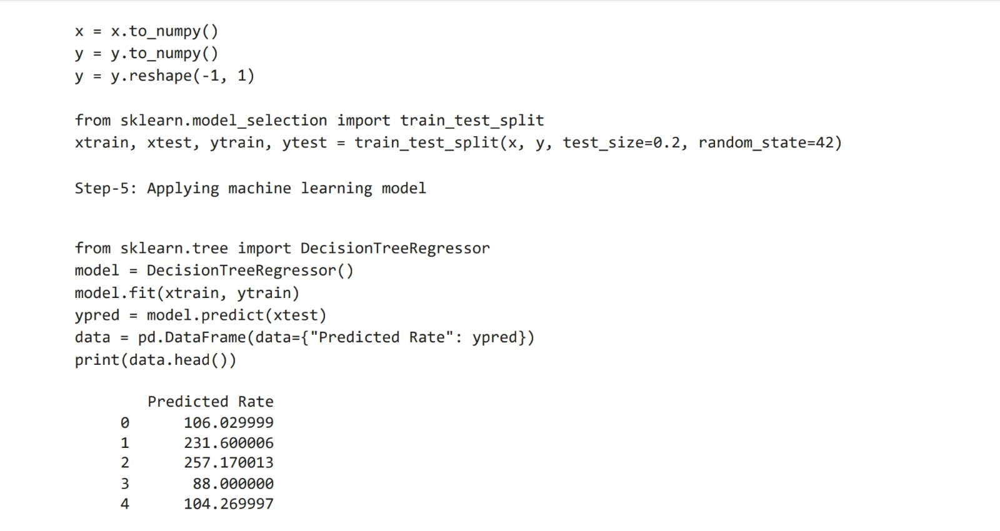 x = x.to_numpy()
y = y.to_numpy()
y = y.reshape(-1, 1)
from sklearn.model_selection import train_test_split
xtrain, xtest, ytrain, ytest = train_test_split(x, y, test_size=0.2, random_state=42)
Step-5: Applying machine learning model
from sklearn.tree import DecisionTreeRegressor
model = DecisionTreeRegressor()
model.fit(xtrain, ytrain)
ypred = model.predict(xtest)
data = pd.DataFrame(data={"Predicted Rate": ypred})
print(data.head())
Predicted Rate
0 106.029999
1 231.600006
2 257.170013
3 88.000000
4 104.269997